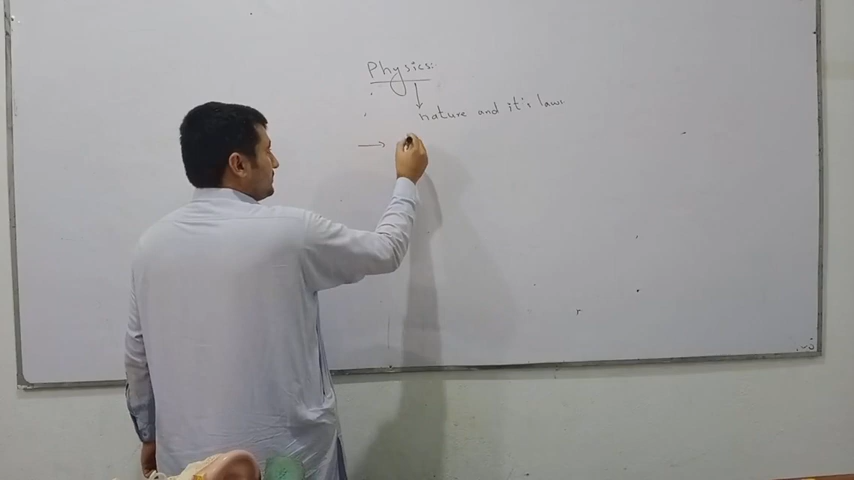 Physics:
nature and it's laws
→